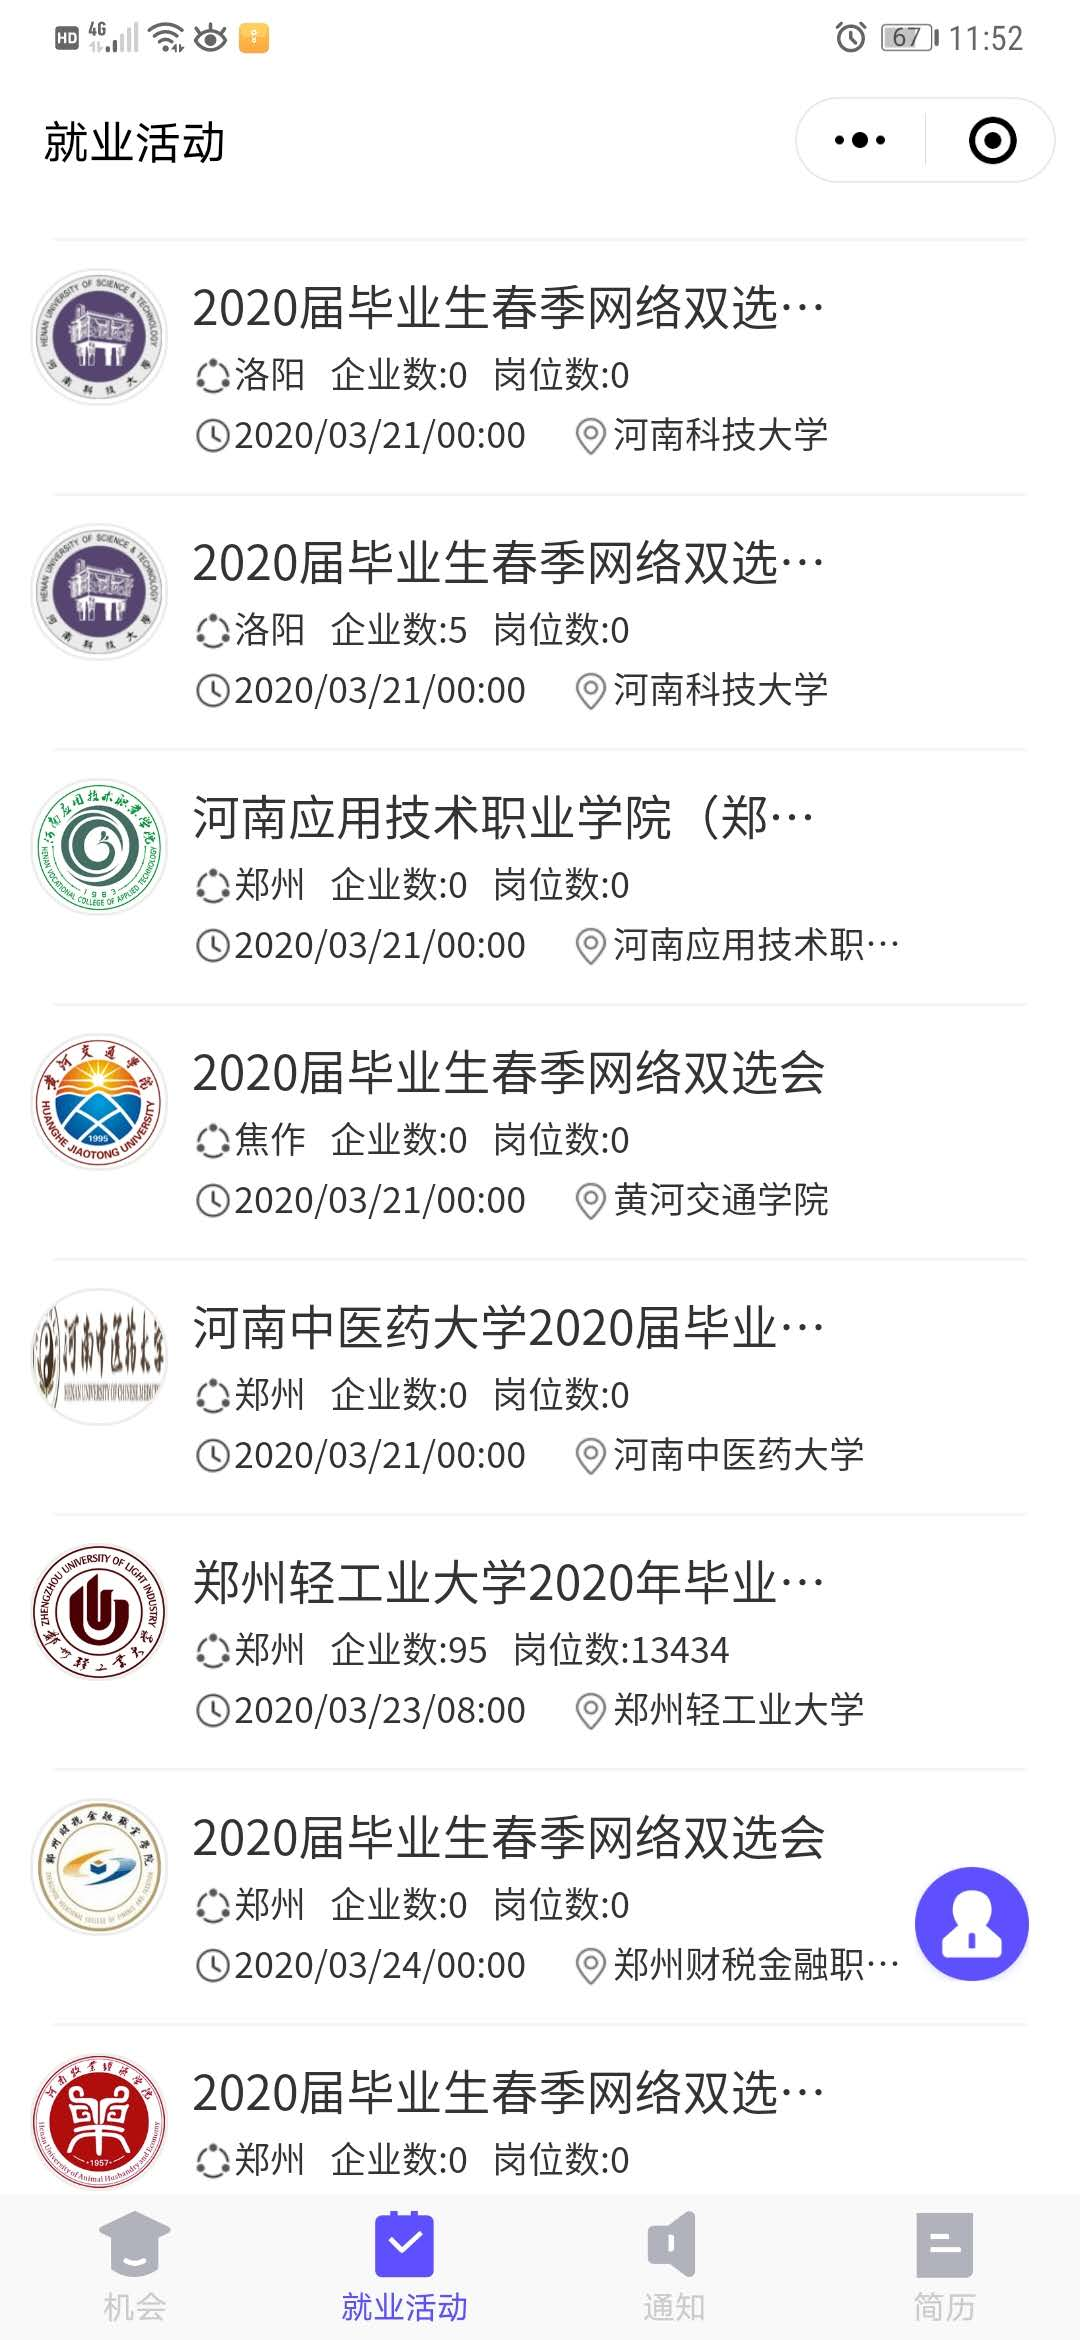 HD 4G 67 11:52
就业活动
2020届毕业生春季网络双选…
洛阳 企业数:0 岗位数:0
2020/03/21/00:00 河南科技大学
2020届毕业生春季网络双选…
洛阳 企业数:5 岗位数:0
2020/03/21/00:00 河南科技大学
河南应用技术职业学院（郑…
郑州 企业数:0 岗位数:0
2020/03/21/00:00 河南应用技术职…
2020届毕业生春季网络双选会
焦作 企业数:0 岗位数:0
2020/03/21/00:00 黄河交通学院
河南中医药大学2020届毕业…
郑州 企业数:0 岗位数:0
2020/03/21/00:00 河南中医药大学
郑州轻工业大学2020年毕业…
郑州 企业数:95 岗位数:13434
2020/03/23/08:00 郑州轻工业大学
2020届毕业生春季网络双选会
郑州 企业数:0 岗位数:0
2020/03/24/00:00 郑州财税金融职…
2020届毕业生春季网络双选…
郑州 企业数:0 岗位数:0
机会 就业活动 通知 简历